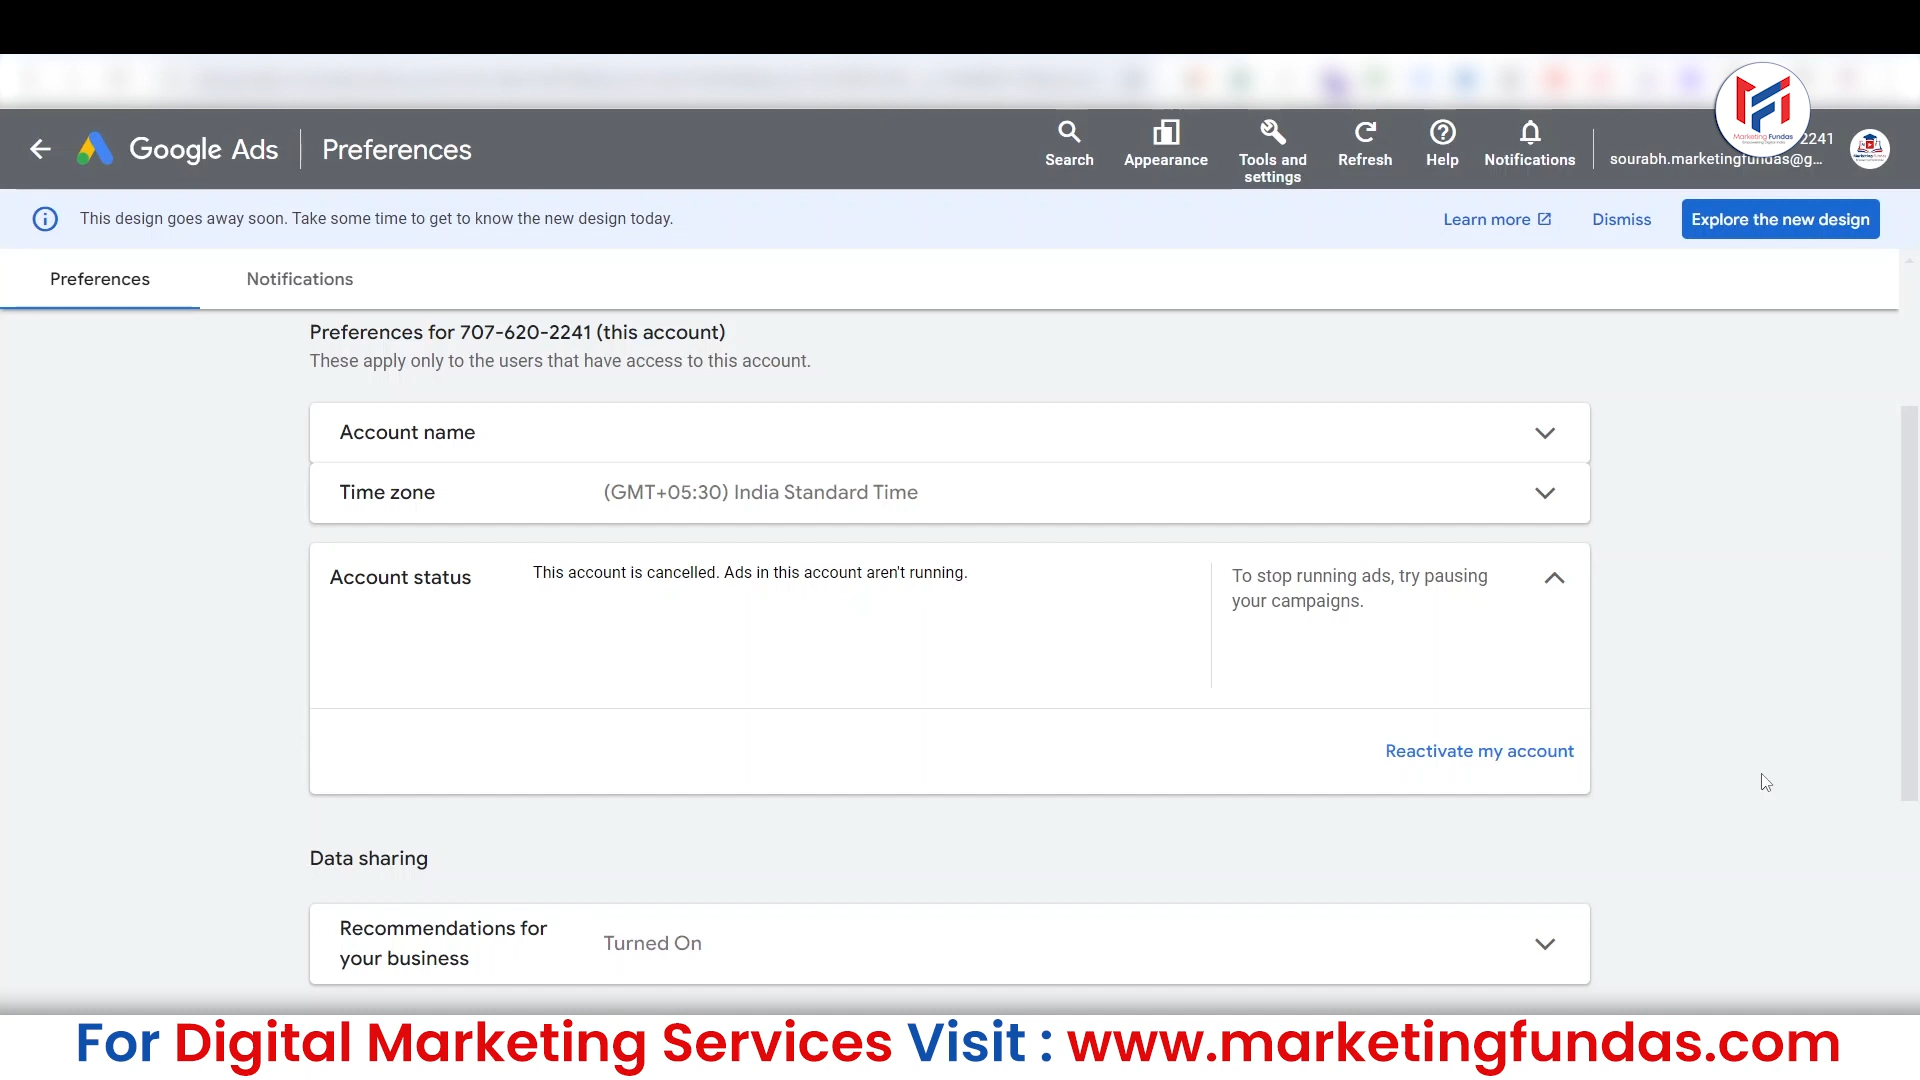 Google Ads
Preferences
Search
Appearance
Tools and
settings
Refresh
Help
Notifications
2241
sourabh.marketingfundas@g...
Marketing Fundas
This design goes away soon. Take some time to get to know the new design today.
Learn more
Dismiss
Explore the new design
Preferences
Notifications
Preferences for 707-620-2241 (this account)
These apply only to the users that have access to this account.
Account name
Time zone
(GMT+05:30) India Standard Time
Account status
This account is cancelled. Ads in this account aren't running.
To stop running ads, try pausing
your campaigns.
Reactivate my account
Data sharing
Recommendations for
your business
Turned On
For Digital Marketing Services Visit : www.marketingfundas.com